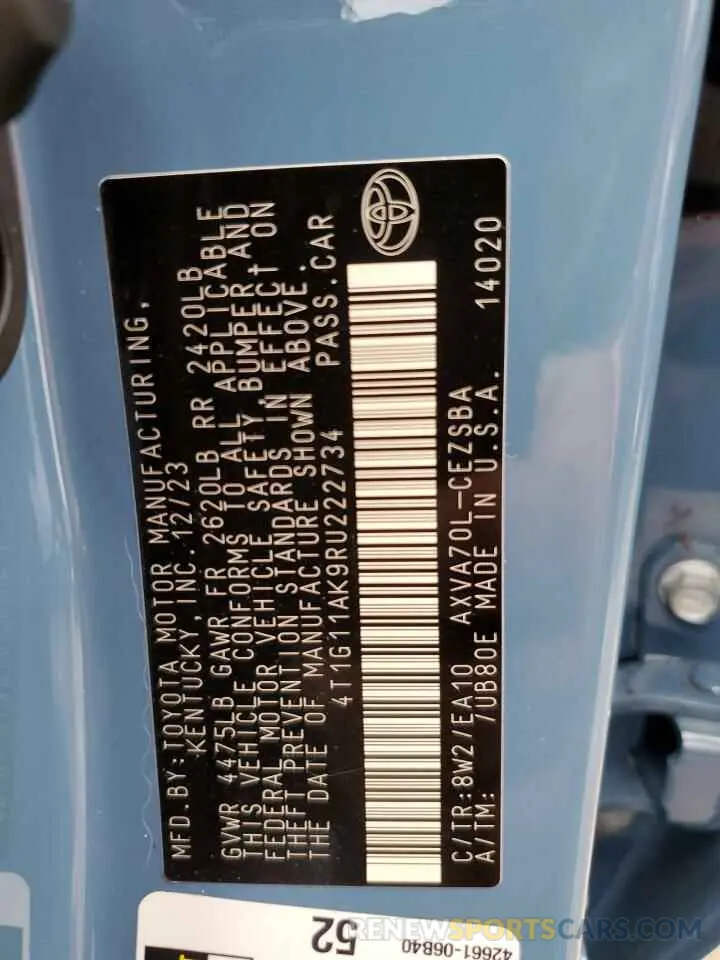 MFD.BY:TOYOTA MOTOR MANUFACTURING,
KENTUCKY, INC.12/23
GVWR 4475LB GAWR FR 2620LB RR 2420LB
THIS VEHICLE CONFORMS TO ALL APPLICABLE
FEDERAL MOTOR VEHICLE SAFETY, BUMPER AND
THEFT PREVENTION STANDARDS IN EFFECT ON
THE DATE OF MANUFACTURE SHOWN ABOVE.
4T1G11AK9RU222734 PASS.CAR
C/TR:8W2/EA10 AXVA70L-CEZSBA
A/TM: /UB80E MADE IN U.S.A. 14020
52
42661-06840
RENEWSPORTSCARS.COM